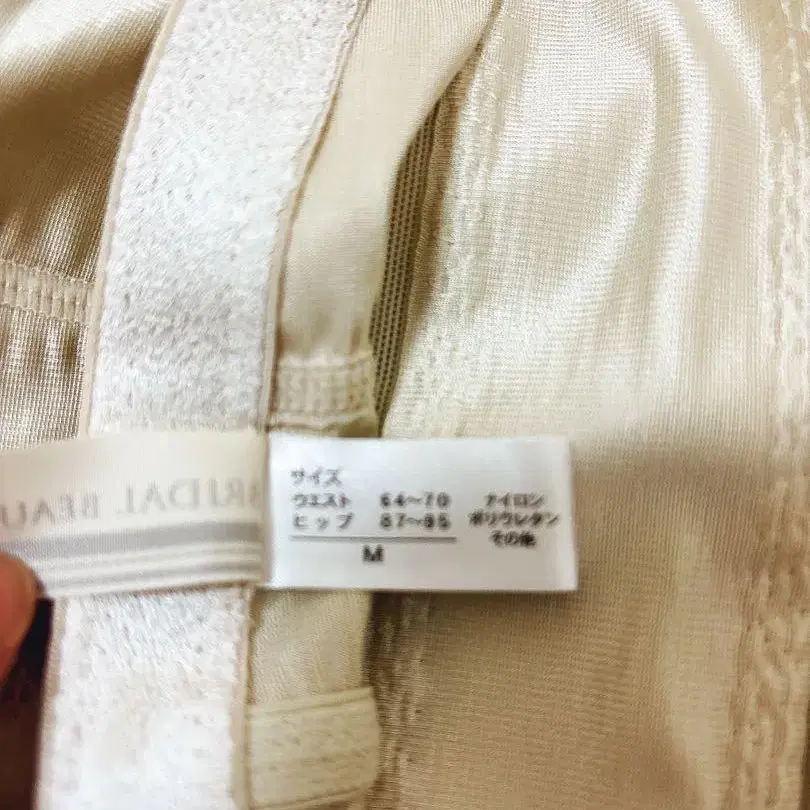 BRIDAL BEAU
サイズ
ウエスト 64〜70
ヒップ 87〜95
M
ナイロン
ポリウレタン
その他